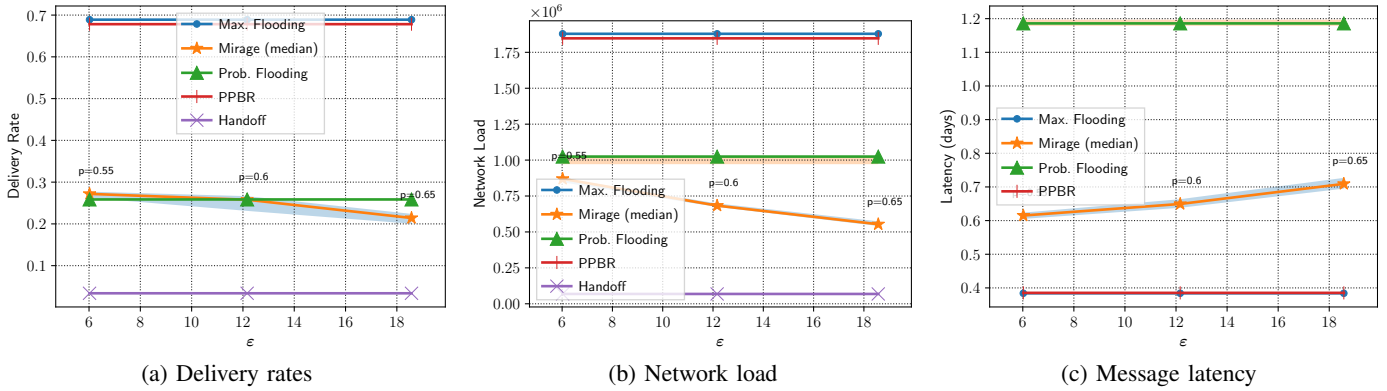 0.7
0.6
0.5
0.4
0.3
0.2
0.1
Delivery Rate
Max. Flooding
Mirage (median)
Prob. Flooding
PPBR
Handoff
p=0.55
p=0.6
p=0.65
6 8 10 12 14 16 18
ε
(a) Delivery rates
×10⁶
1.75
1.50
1.25
1.00
0.75
0.50
0.25
0.00
Network Load
p=0.55
p=0.6
p=0.65
Max. Flooding
Mirage (median)
Prob. Flooding
PPBR
Handoff
6 8 10 12 14 16 18
ε
(b) Network load
1.2
1.1
1.0
0.9
0.8
0.7
0.6
0.5
0.4
Latency (days)
Max. Flooding
Mirage (median)
Prob. Flooding
PPBR
p=0.55
p=0.6
p=0.65
6 8 10 12 14 16 18
ε
(c) Message latency